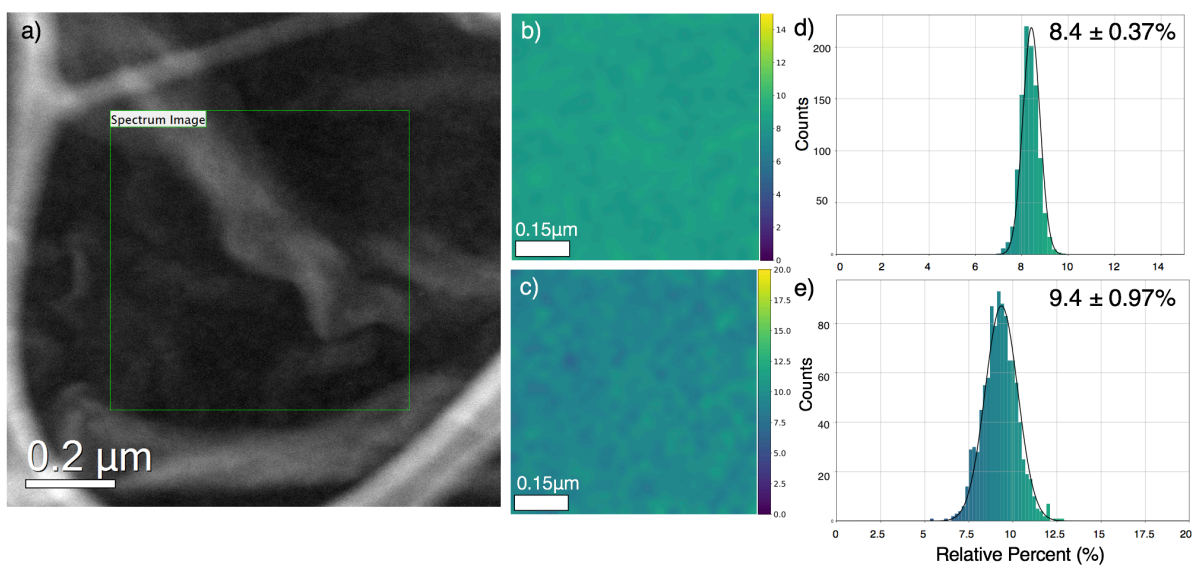 a)
Spectrum Image
0.2 µm
b)
0.15µm
14
12
10
8
6
4
2
0
c)
0.15µm
20.0
17.5
15.0
12.5
10.0
7.5
5.0
2.5
0.0
d)
8.4 ± 0.37%
Counts
200
150
100
50
0
0 2 4 6 8 10 12 14
e)
9.4 ± 0.97%
Counts
80
60
40
20
0
0 2.5 5 7.5 10 12.5 15 17.5 20
Relative Percent (%)